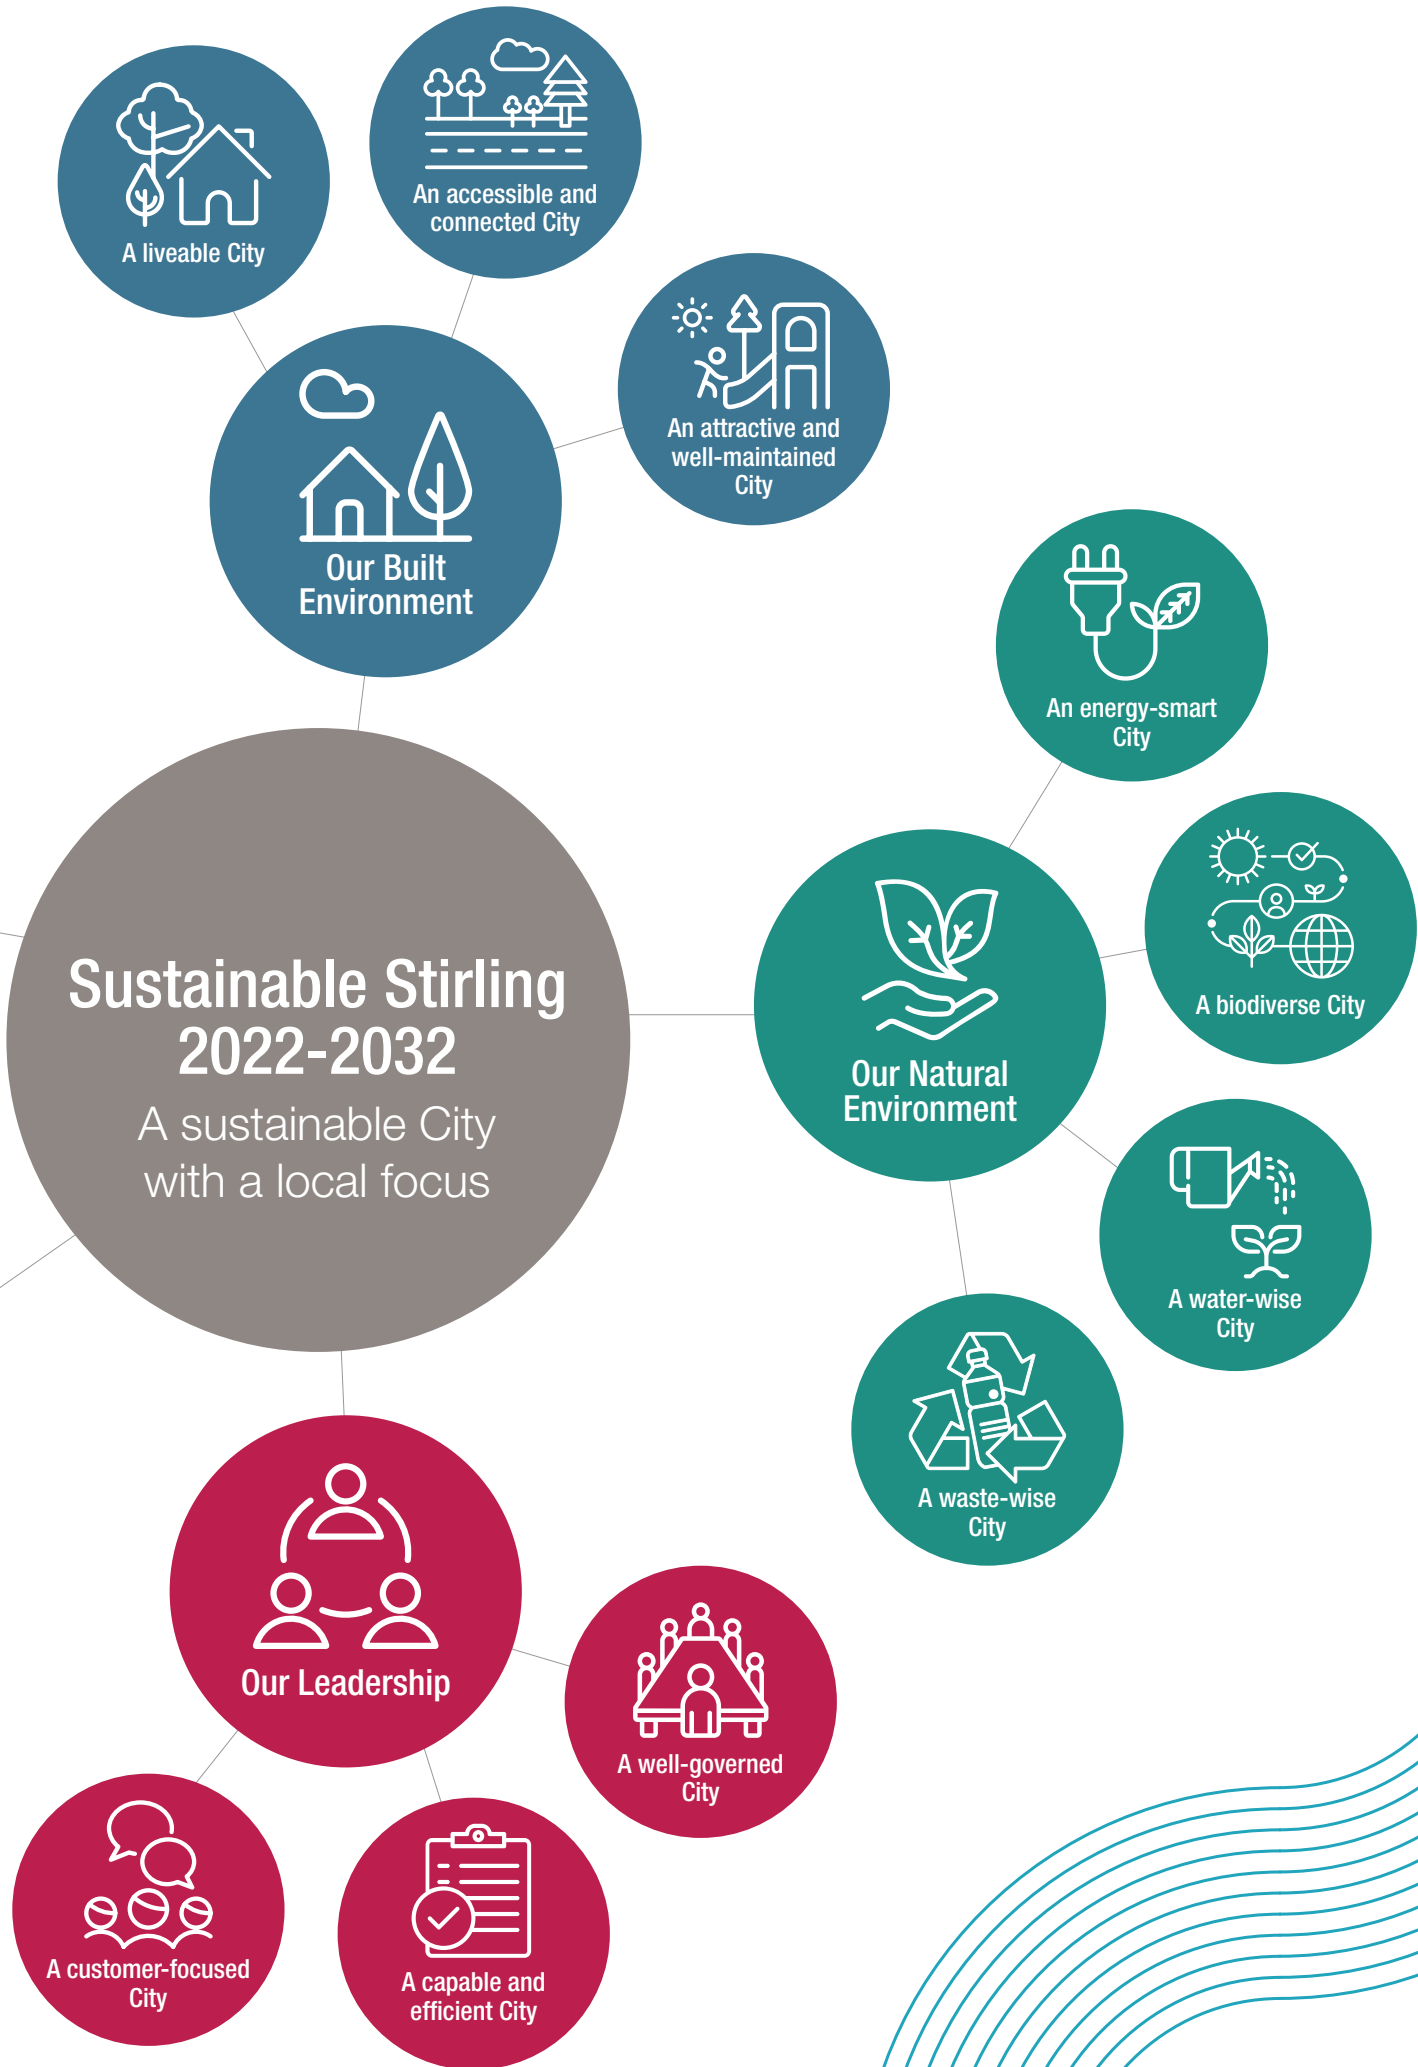 A liveable City
An accessible and
connected City
An attractive and
well-maintained
City
Our Built
Environment
An energy-smart
City
A biodiverse City
Sustainable Stirling
2022-2032
A sustainable City
with a local focus
Our Natural
Environment
A water-wise
City
A waste-wise
City
Our Leadership
A well-governed
City
A customer-focused
City
A capable and
efficient City